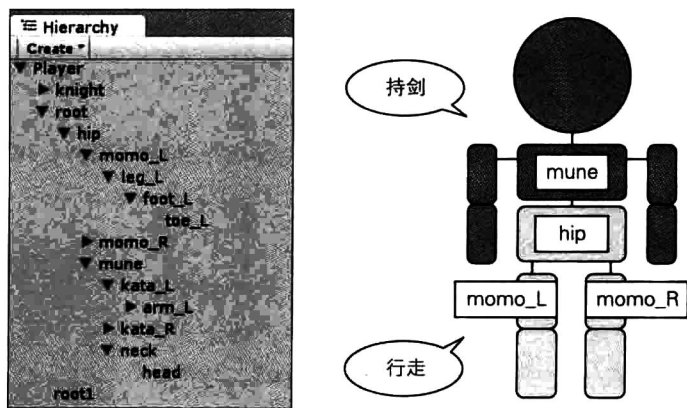 Hierarchy
Create
Player
knight
root
hip
momo_L
leg_L
foot_L
toe_L
momo_R
mune
kata_L
arm_L
kata_R
neck
head
root1
持剑
mune
hip
momo_L
momo_R
行走